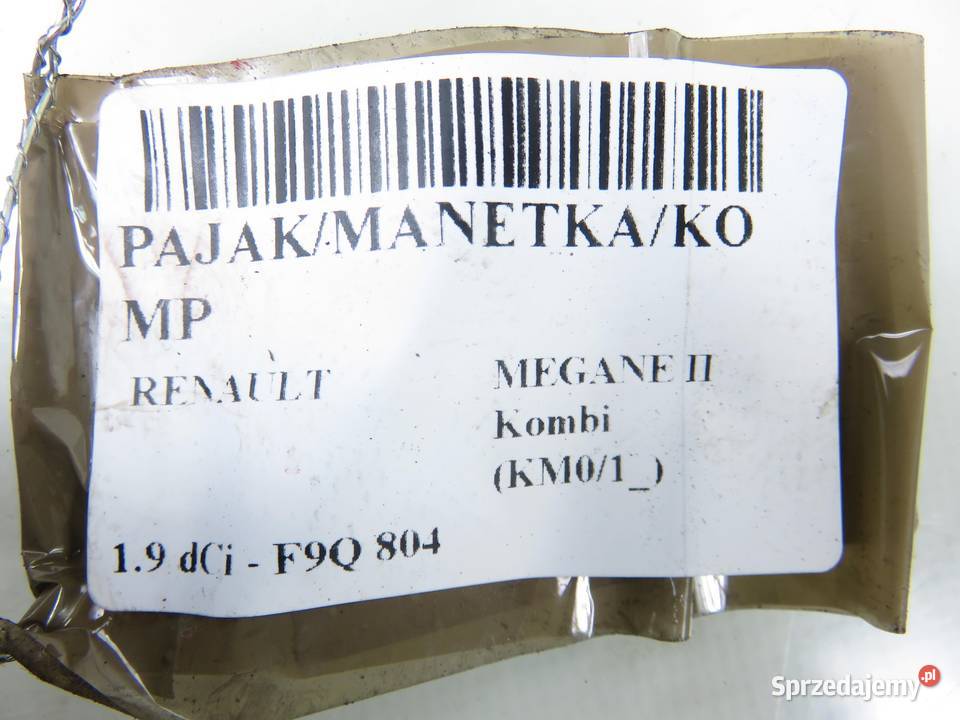 PAJAK/MANETKA/KO
MP
RENAULT
MEGANE II
Kombi
(KM0/1_)
1.9 dCi - F9Q 804
Sprzedajemy.pl